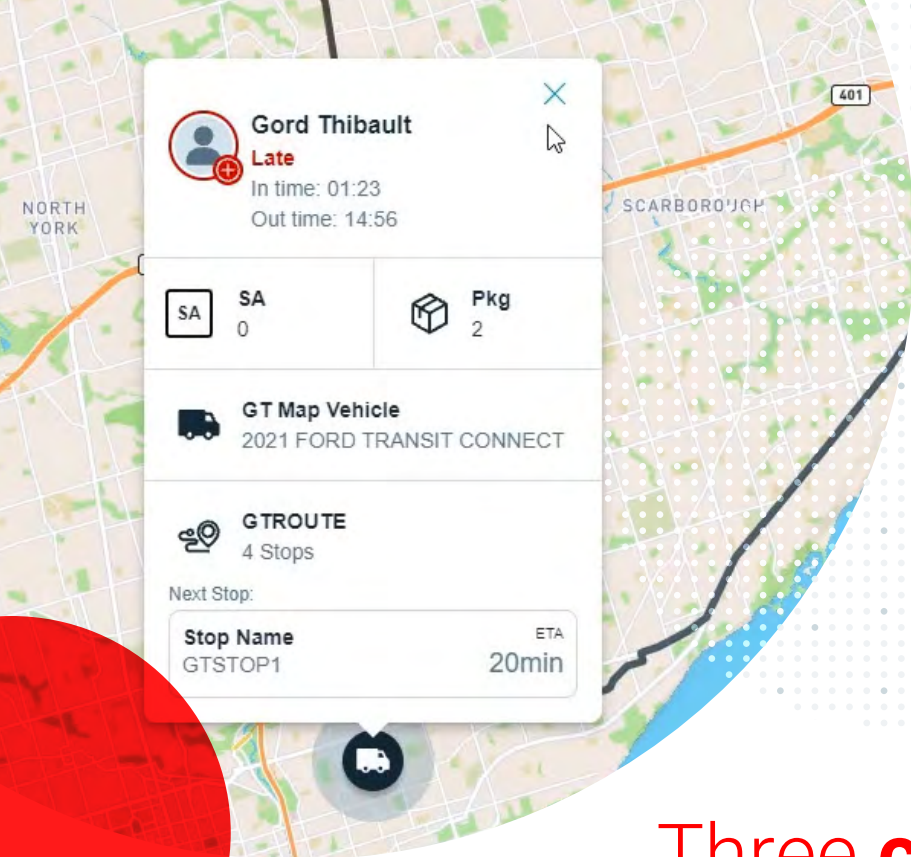 401
NORTH
YORK
SCARBOROUGH
Gord Thibault
Late
In time: 01:23
Out time: 14:56
SA
SA
0
Pkg
2
GT Map Vehicle
2021 FORD TRANSIT CONNECT
GTROUTE
4 Stops
Next Stop:
Stop Name
GTSTOP1
ETA
20min
Three